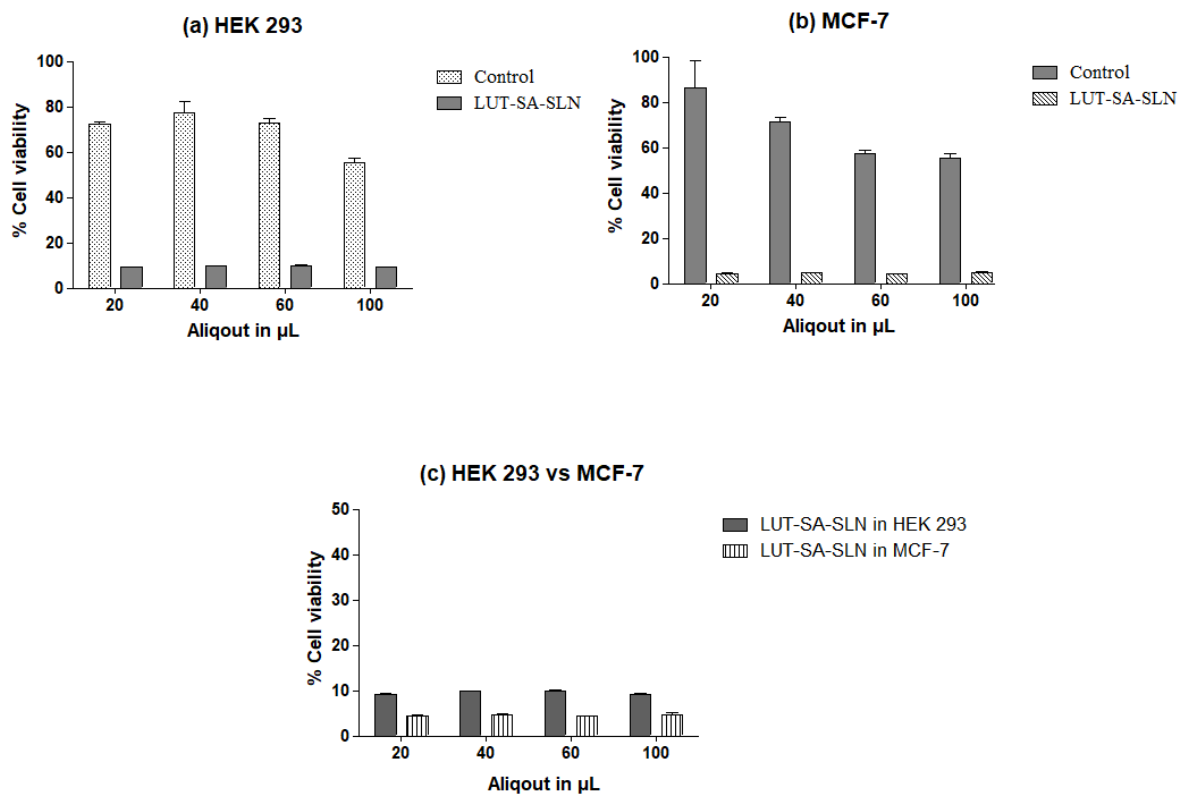 (a) HEK 293
100
80
60
40
20
0
% Cell viability
20 40 60 100
Aliqout in µL
Control
LUT-SA-SLN
(b) MCF-7
100
80
60
40
20
0
% Cell viability
20 40 60 100
Aliqout in µL
Control
LUT-SA-SLN
(c) HEK 293 vs MCF-7
50
40
30
20
10
0
% Cell viability
20 40 60 100
Aliqout in µL
LUT-SA-SLN in HEK 293
LUT-SA-SLN in MCF-7